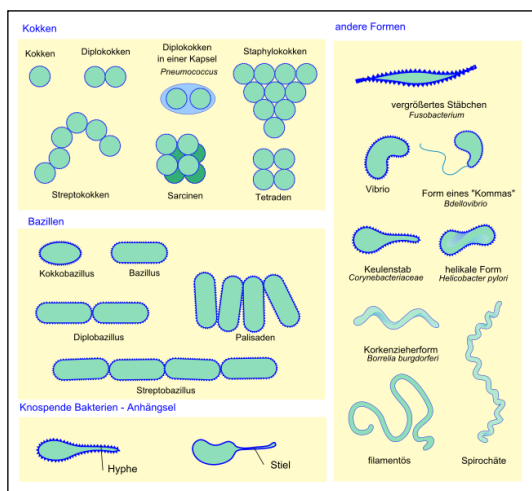 Kokken
Kokken
Diplokokken
Diplokokken
in einer Kapsel
Pneumococcus
Staphylokokken
Streptokokken
Sarcinen
Tetraden
Bazillen
Kokkobazillus
Bazillus
Diplobazillus
Palisaden
Streptobazillus
Knospende Bakterien - Anhängsel
Hyphe
Stiel
andere Formen
vergrößertes Stäbchen
Fusobacterium
Vibrio
Form eines "Kommas"
Bdellovibrio
Keulenstab
Corynebacteriaceae
helikale Form
Helicobacter pylori
Korkenzieherform
Borrelia burgdorferi
filamentös
Spirochäte